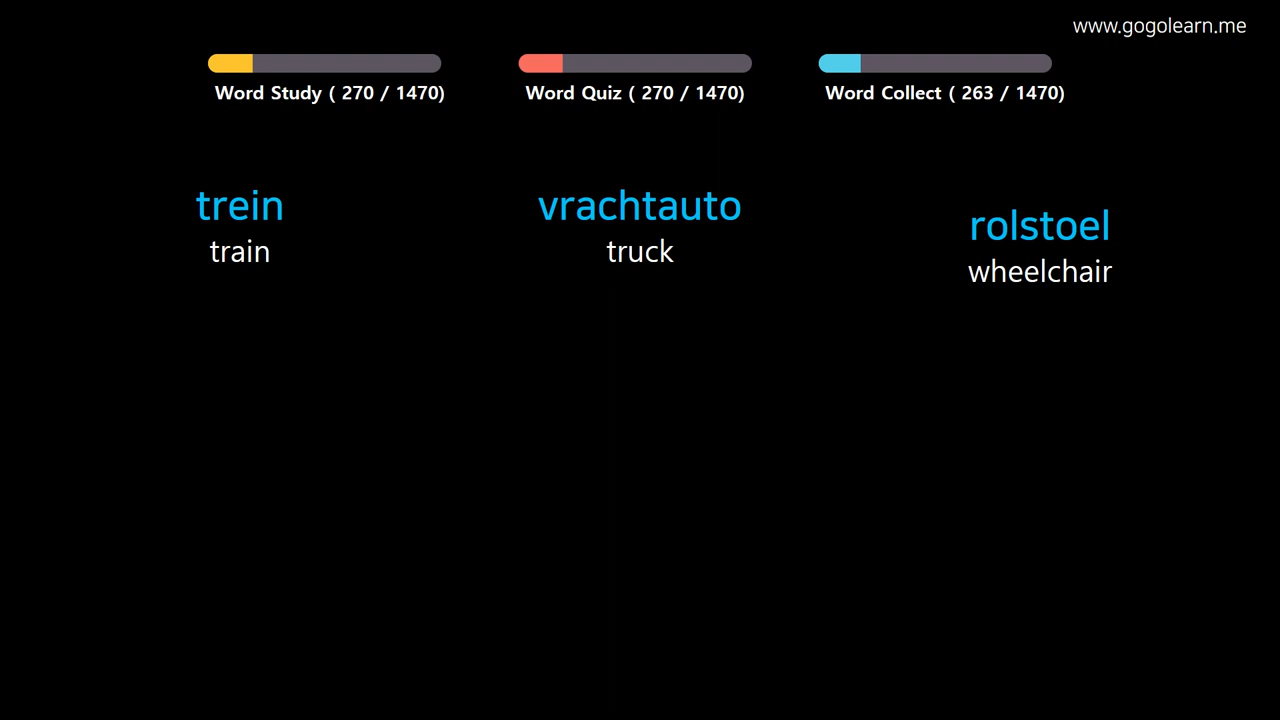 www.gogolearn.me
Word Study ( 270 / 1470)
Word Quiz ( 270 / 1470)
Word Collect ( 263 / 1470)
trein
train
vrachtauto
truck
rolstoel
wheelchair